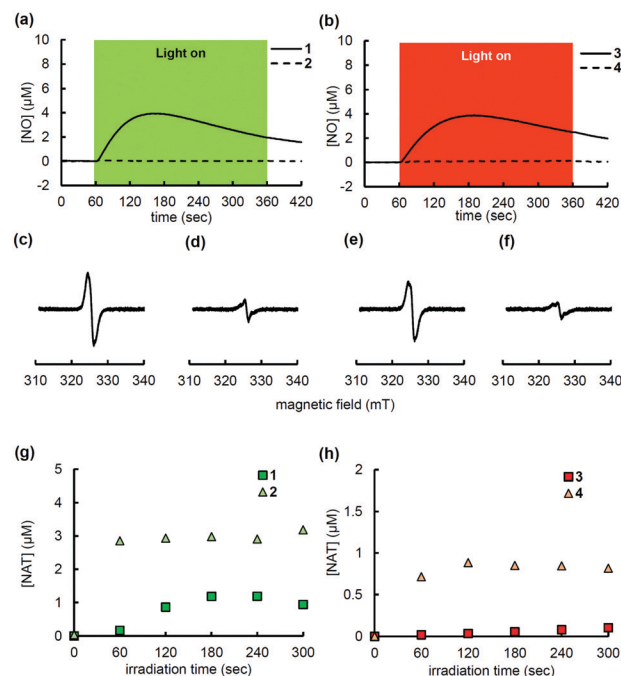 (a)
10
8
6
4
2
0
-2
[NO] (μM)
Light on
1
2
0 60 120 180 240 300 360 420
time (sec)
(b)
10
8
6
4
2
0
-2
[NO] (μM)
Light on
3
4
0 60 120 180 240 300 360 420
time (sec)
(c)
(d)
(e)
(f)
310 320 330 340
310 320 330 340
310 320 330 340
310 320 330 340
magnetic field (mT)
(g)
5
4
3
2
1
0
[NAT] (μM)
1
2
0 60 120 180 240 300
irradiation time (sec)
(h)
2
1.5
1
0.5
0
[NAT] (μM)
3
4
0 60 120 180 240 300
irradiation time (sec)